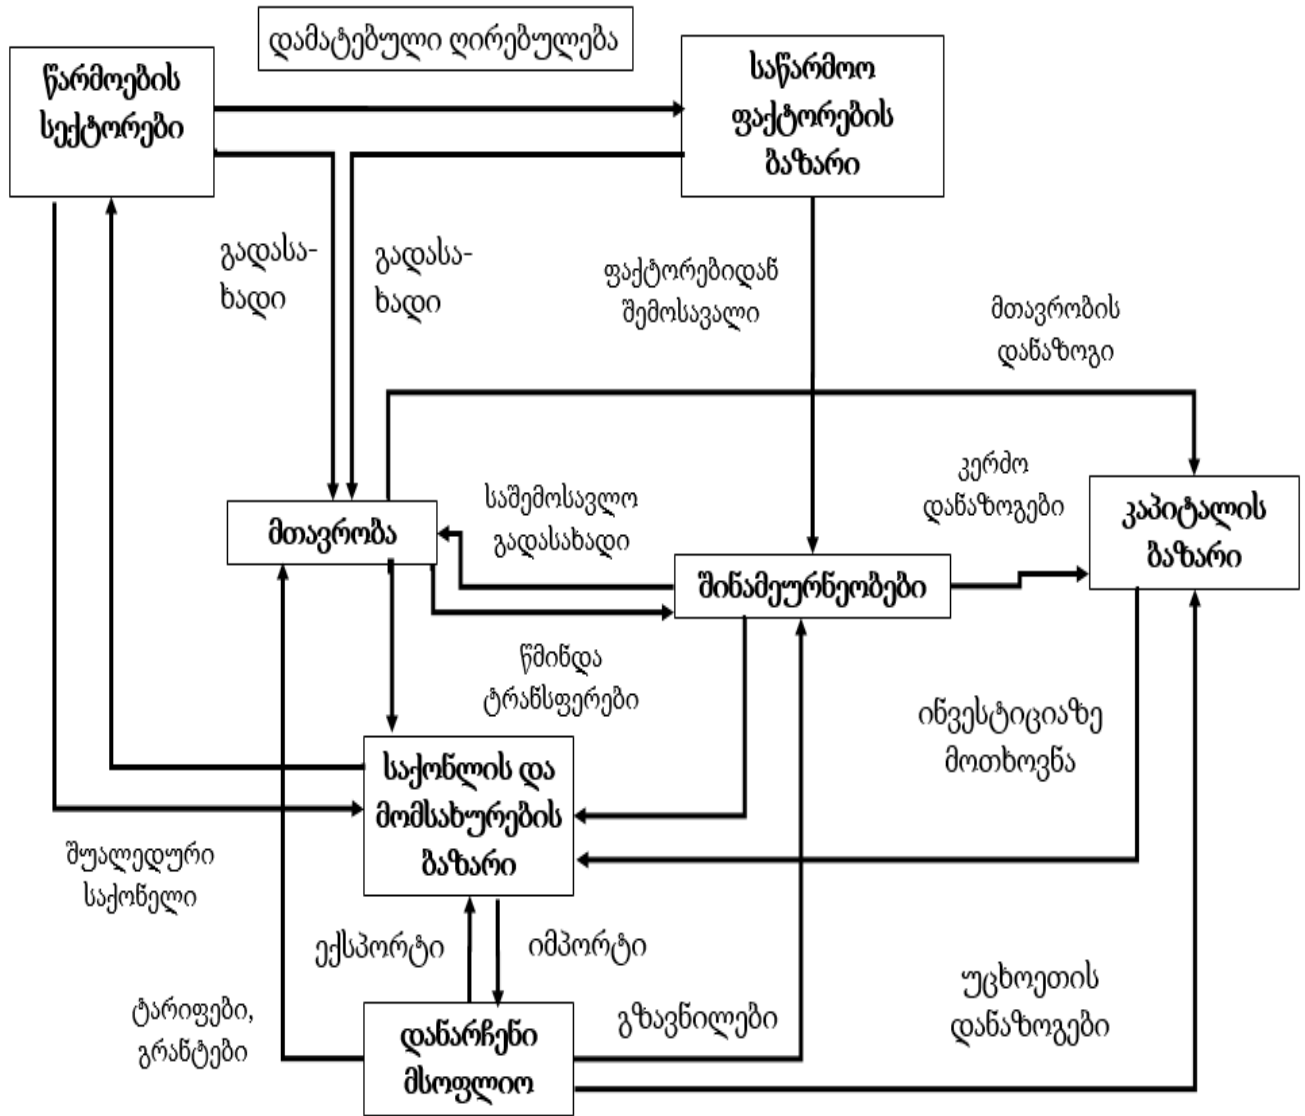 დამატებული ღირებულება
წარმოების
სექტორები
საწარმოო
ფაქტორების
ბაზარი
გადასა-
ხადი
გადასა-
ხადი
ფაქტორებიდან
შემოსავალი
მთავრობის
დანაზოგი
კერძო
დანაზოგები
კაპიტალის
ბაზარი
საშემოსავლო
გადასახადი
მთავრობა
შინამეურნეობები
წმინდა
ტრანსფერები
ინვესტიციაზე
მოთხოვნა
საქონლის და
მომსახურების
ბაზარი
შუალედური
საქონელი
ექსპორტი
იმპორტი
ტარიფები,
გრანტები
დანარჩენი
მსოფლიო
გზავნილები
უცხოეთის
დანაზოგები